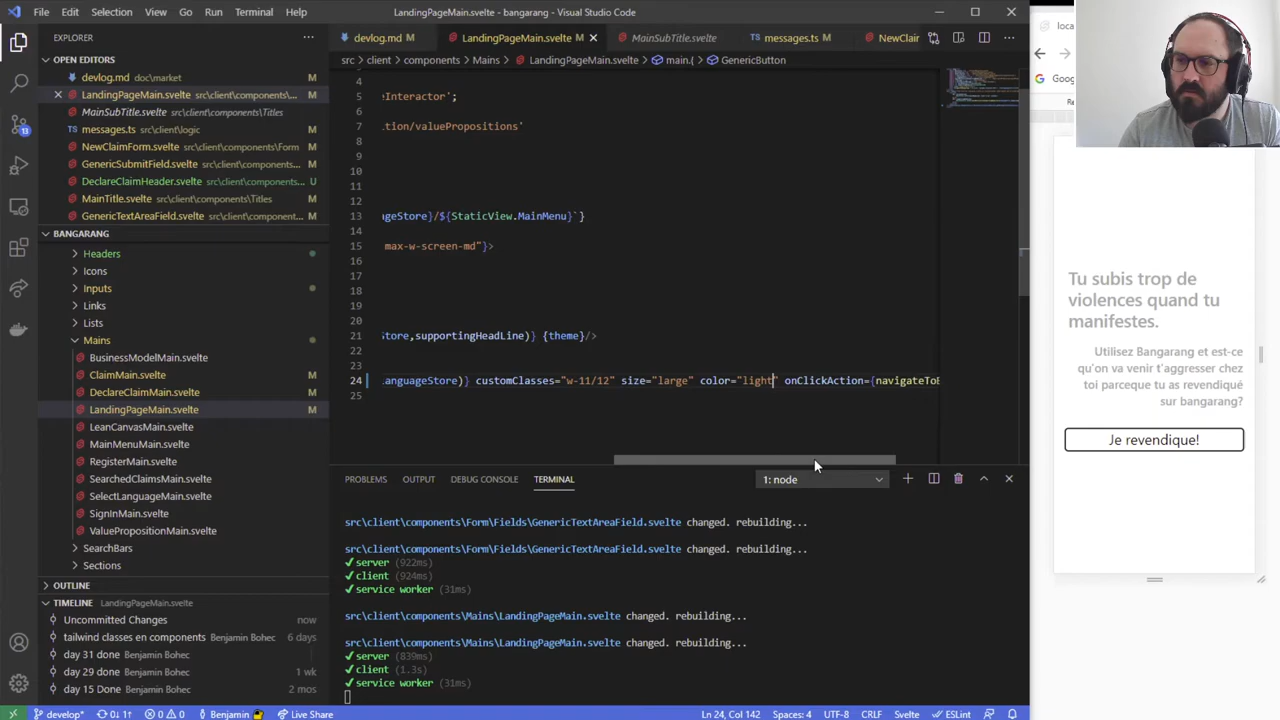 File Edit Selection View Go Run Terminal Help
LandingPageMain.svelte - bangarang - Visual Studio Code
EXPLORER
OPEN EDITORS
devlog.md doc\market M
LandingPageMain.svelte src\client\components\... M
MainSubTitle.svelte src\client\components\Titles
messages.ts src\client\logic M
NewClaimForm.svelte src\client\components\Form M
GenericSubmitField.svelte src\client\components... M
DeclareClaimHeader.svelte src\client\component... U
MainTitle.svelte src\client\components\Titles M
GenericTextAreaField.svelte src\client\component... M
BANGARANG
Headers
Icons
Inputs
Links
Lists
Mains
BusinessModelMain.svelte
ClaimMain.svelte M
DeclareClaimMain.svelte M
LandingPageMain.svelte M
LeanCanvasMain.svelte
MainMenuMain.svelte
RegisterMain.svelte
SearchedClaimsMain.svelte
SelectLanguageMain.svelte
SignInMain.svelte
ValuePropositionMain.svelte
SearchBars
Sections
OUTLINE
TIMELINE LandingPageMain.svelte
Uncommitted Changes now
tailwind classes en components Benjamin Bohec 6 days
day 31 done Benjamin Bohec
day 29 done Benjamin Bohec 1 wk
day 15 Done Benjamin Bohec 2 mos
13
devlog.md M
LandingPageMain.svelte M
MainSubTitle.svelte
messages.ts M
NewClair
src > client > components > Mains > LandingPageMain.svelte > main.( > GenericButton
4
5 eInteractor`;
6
7 ction/valuePropositions'
8
9
10
11
12
13 ageStore}/${StaticView.MainMenu}`}
14
15 max-w-screen-md"}>
16
17
18
19
20
21 Store,supportingHeadLine)} {theme}/>
22
23
24 LanguageStore)} customClasses="w-11/12" size="large" color="light" onClickAction={navigateToD
25
PROBLEMS OUTPUT DEBUG CONSOLE TERMINAL
1: node
src\client\components\Form\Fields\GenericTextAreaField.svelte changed. rebuilding...
src\client\components\Form\Fields\GenericTextAreaField.svelte changed. rebuilding...
✔server (922ms)
✔client (924ms)
✔service worker (31ms)
src\client\components\Mains\LandingPageMain.svelte changed. rebuilding...
src\client\components\Mains\LandingPageMain.svelte changed. rebuilding...
✔server (839ms)
✔client (1.3s)
✔service worker (31ms)
develop* 0↓ 1↑ 0 0 Benjamin Live Share
Ln 24, Col 142 Spaces: 4 UTF-8 CRLF Svelte ESLint
loca
Goog
Tu subis trop de
violences quand tu
manifestes.
Utilisez Bangarang et est-ce
qu'on va venir t'aggresser chez
toi parceque tu as revendiqué
sur bangarang?
Je revendique!